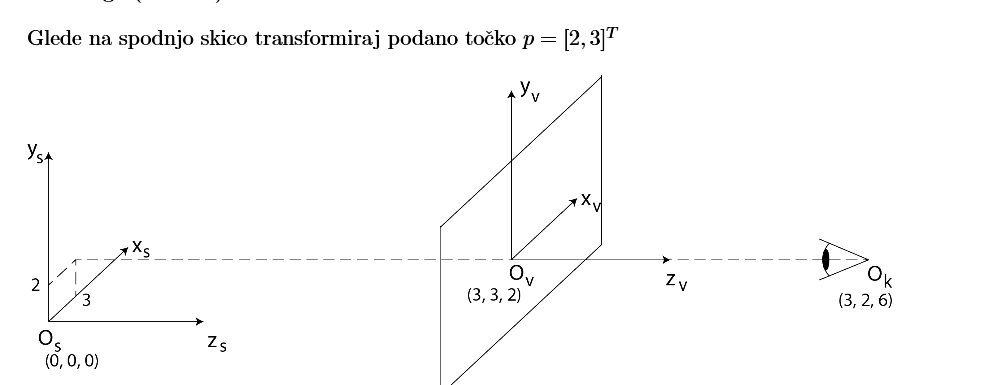 Glede na spodnjo skico transformiraj podano točko p = [2, 3]^T
y_v
y_s
x_v
x_s
2
3
O_v
(3, 3, 2)
z_v
O_k
(3, 2, 6)
O_s
(0, 0, 0)
z_s